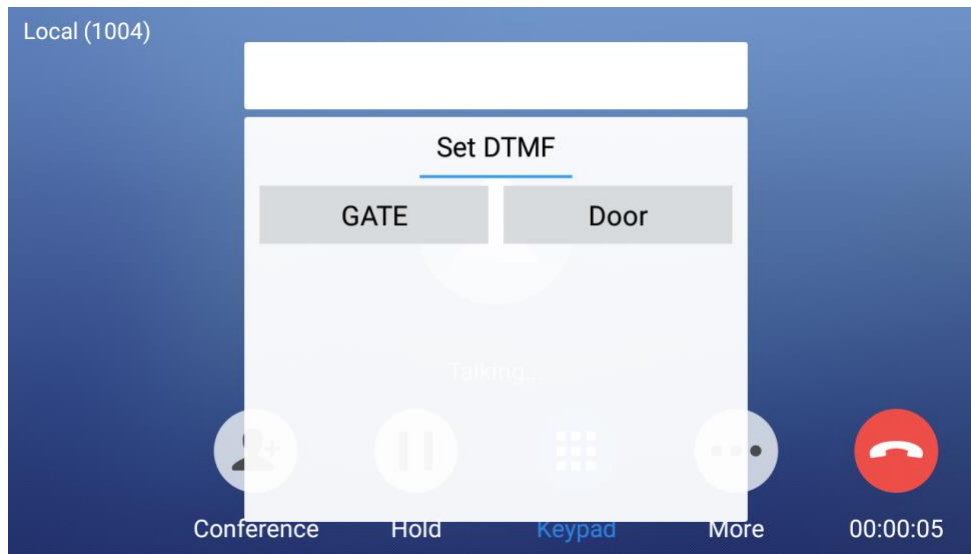 Local (1004)
Set DTMF
GATE Door
Talking...
Conference Hold Keypad More 00:00:05